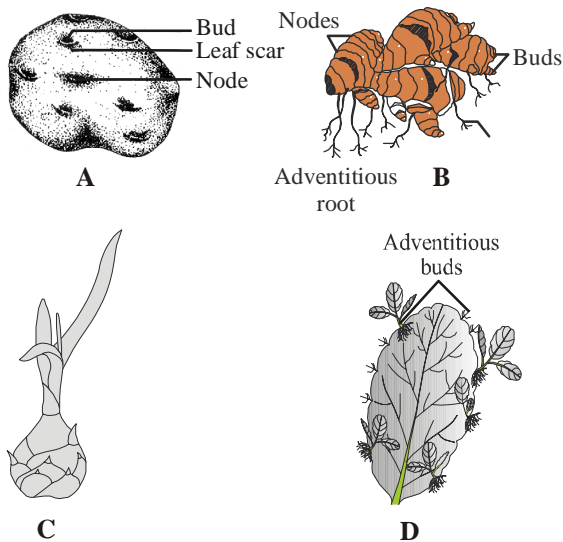 Bud
Leaf scar
Node
A
Nodes
Buds
Adventitious
root
B
C
Adventitious
buds
D